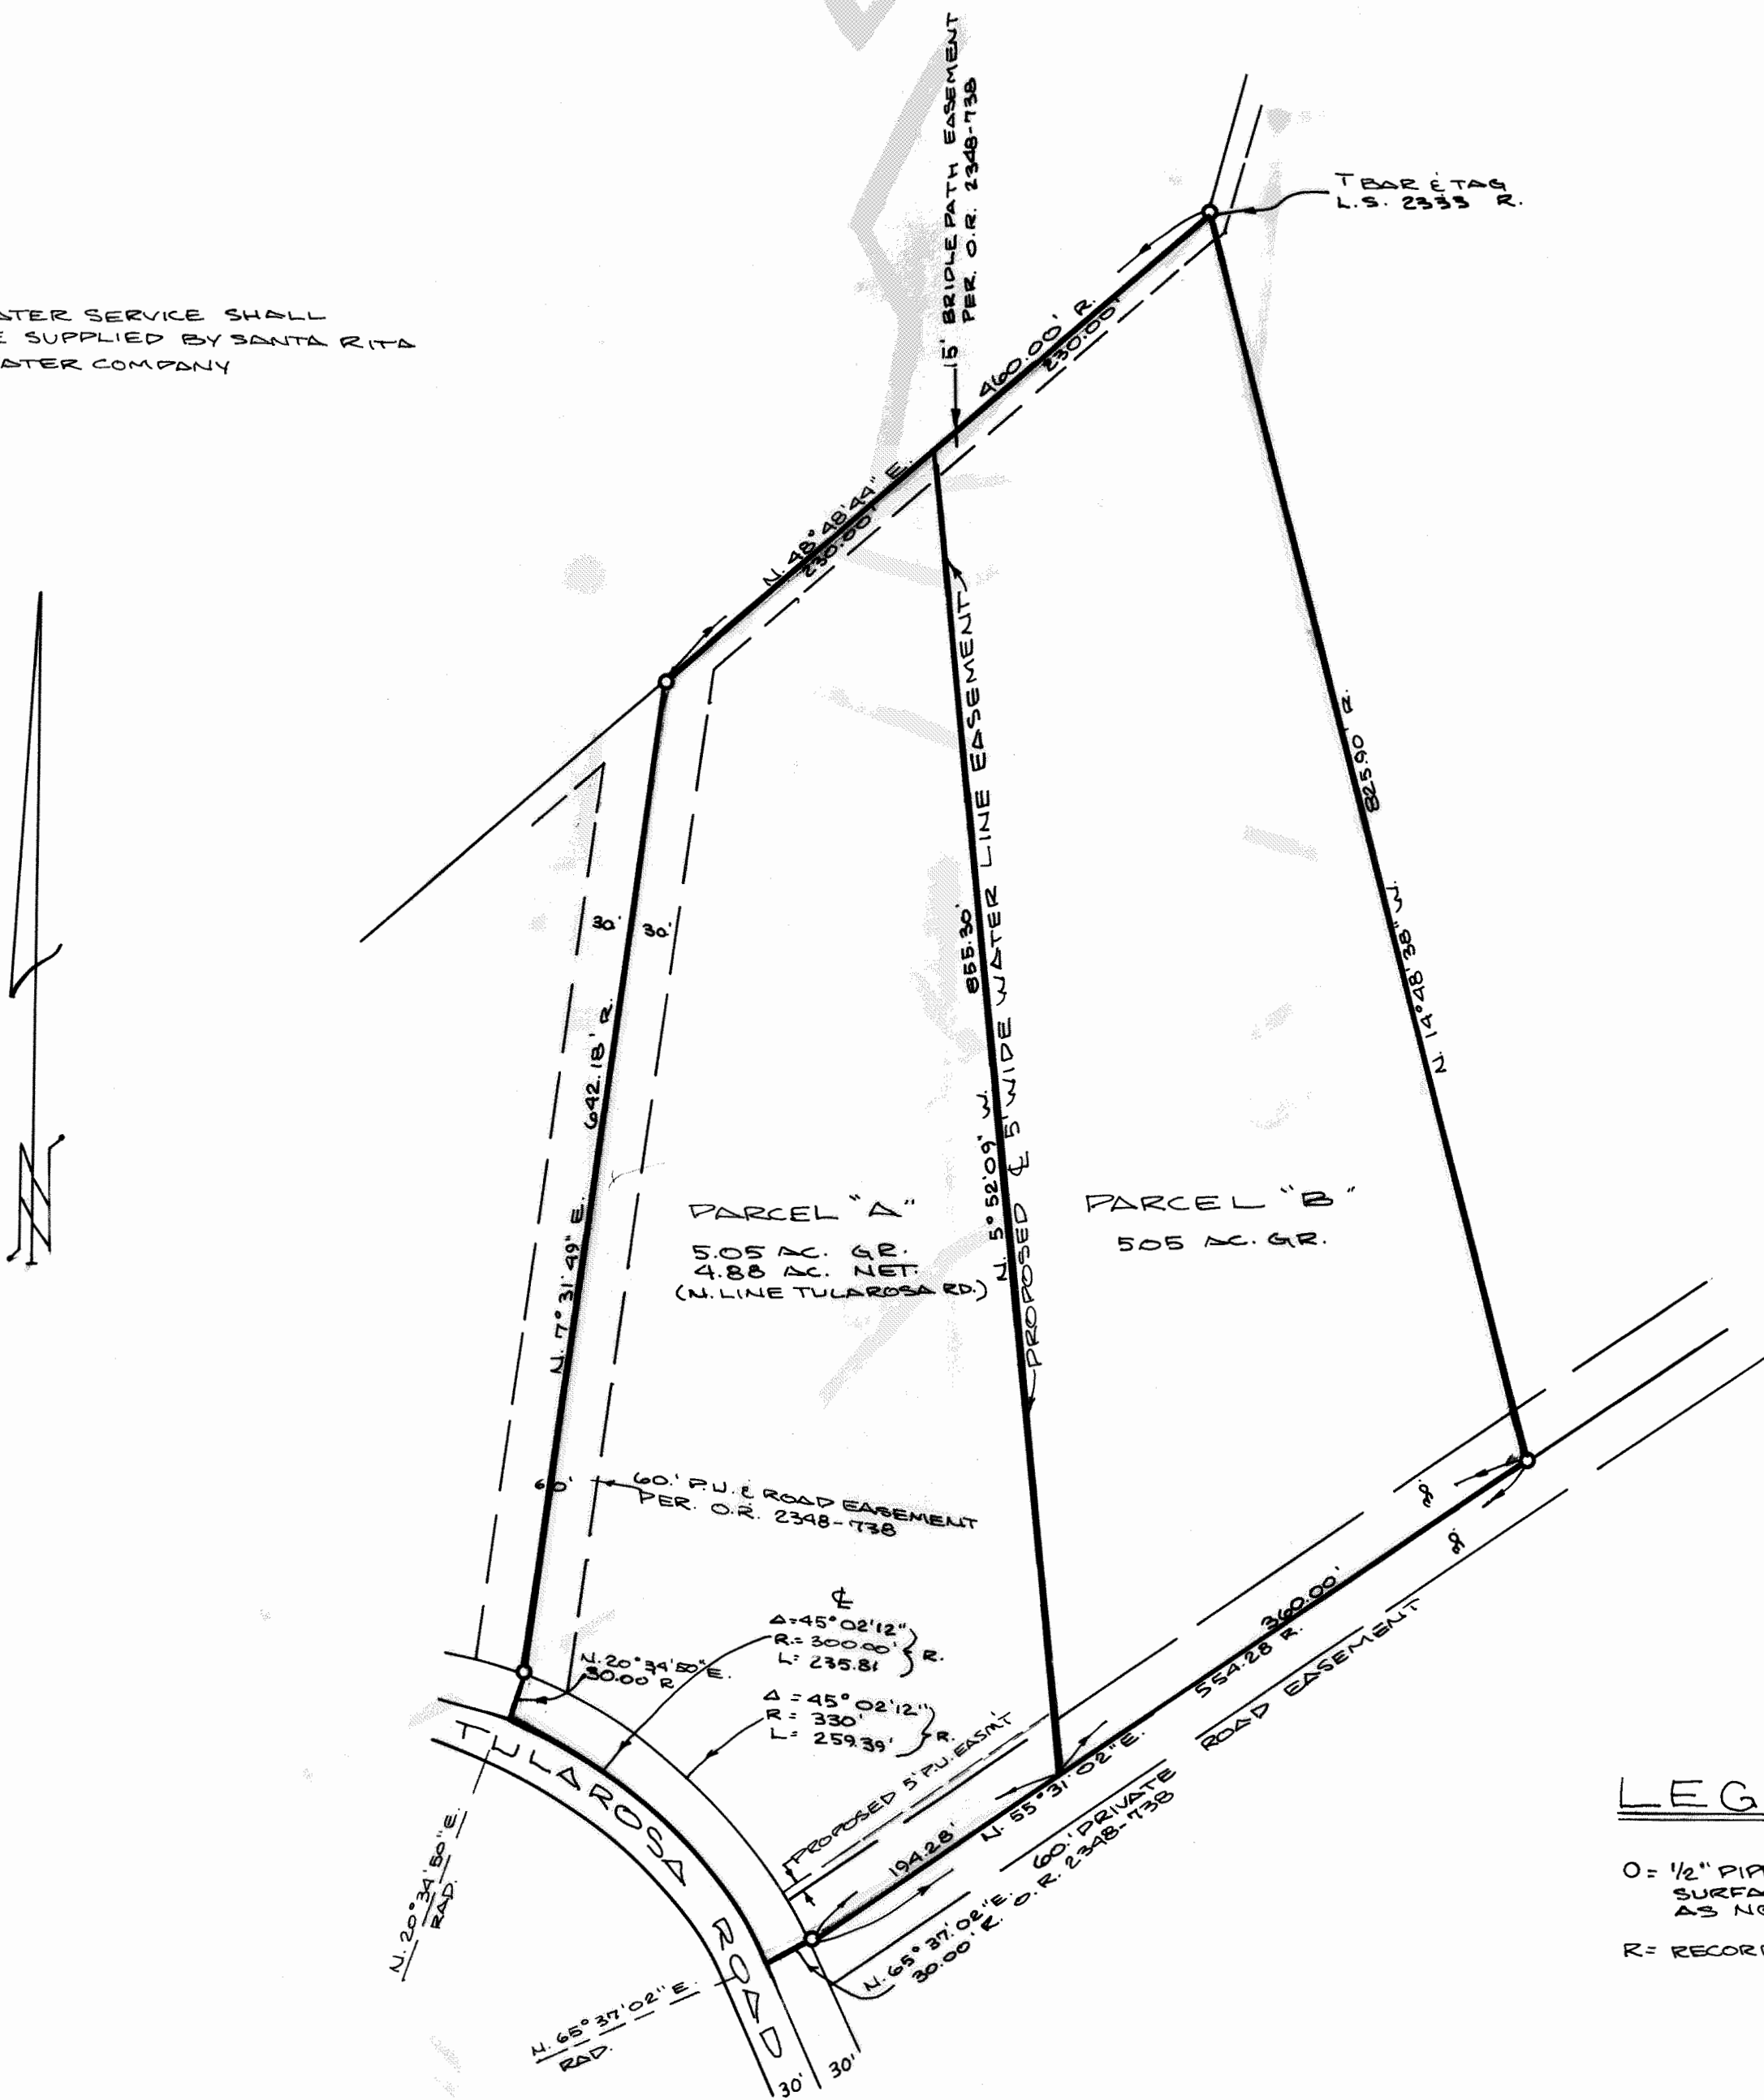 15' BRIDLE PATH EASEMENT
PER. O.R. 2348-738
T BAR & TAG
L.S. 2333 R.
ATER SERVICE SHALL
E SUPPLIED BY SANTA RITA
ATER COMPANY
460.00' R.
230.00'
N. 48° 48' 44" E.
230.00'
825.90' R.
N. 14° 48' 38" W.
855.30'
N. 5° 52' 09" W.
PROPOSED ℄ 5' WIDE WATER LINE EASEMENT
30'
30'
642.18' R.
N. 7° 31' 49" E.
N
PARCEL "A"
5.05 AC. GR.
4.88 AC. NET.
(N. LINE TULAROSA RD.)
PARCEL "B"
505 AC. GR.
60'
60.' P.U. & ROAD EASEMENT
PER. O.R. 2348-738
℄
Δ=45° 02' 12"
R.= 300.00' R.
L= 235.81
Δ = 45° 02' 12"
R = 330' R.
L= 259.39'
N. 20° 34' 50" E.
30.00 R
360.00'
554.28 R.
194.28'
N. 55° 31' 02" E.
PROPOSED 5' P.U. EASM'T
60.' PRIVATE ROAD EASEMENT
O.R. 2348-738
N. 65° 37' 02" E.
30.00' R.
TULAROSA ROAD
N. 20° 34' 50" E.
RAD.
N. 65° 37' 02" E.
RAD.
30'
30'
LEG
O = 1/2" PIP
SURFA
AS NO
R = RECOR